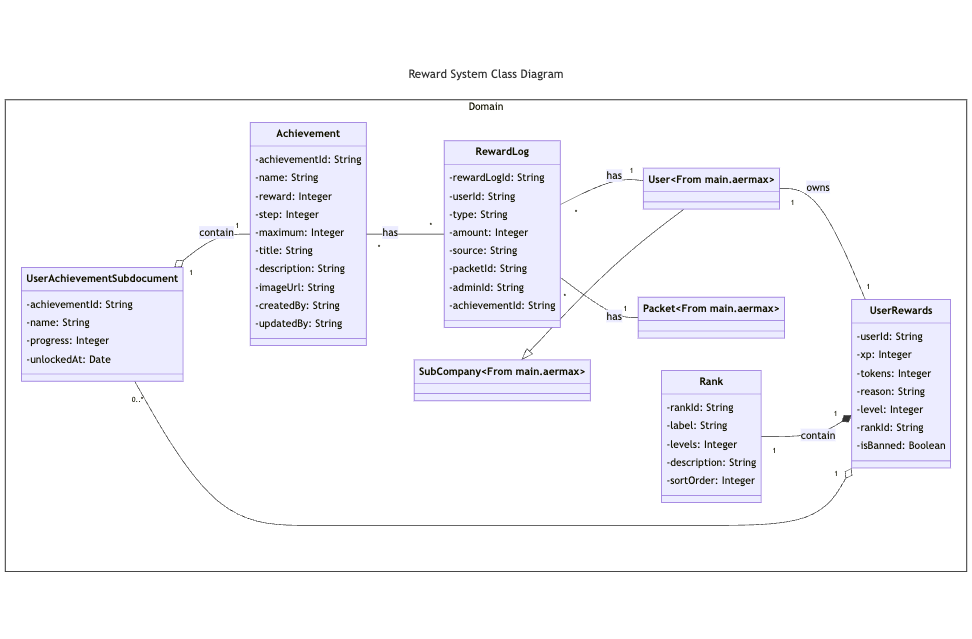 Reward System Class Diagram
Domain
Achievement
-achievementId: String
-name: String
-reward: Integer
-step: Integer
-maximum: Integer
-title: String
-description: String
-imageUrl: String
-createdBy: String
-updatedBy: String
RewardLog
-rewardLogId: String
-userId: String
-type: String
-amount: Integer
-source: String
-packetId: String
-adminId: String
-achievementId: String
User<From main.aermax>
has
1
*
owns
1
1
contain
1
1
has
*
*
UserAchievementSubdocument
-achievementId: String
-name: String
-progress: Integer
-unlockedAt: Date
0..*
Packet<From main.aermax>
has
1
*
SubCompany<From main.aermax>
UserRewards
-userId: String
-xp: Integer
-tokens: Integer
-reason: String
-level: Integer
-rankId: String
-isBanned: Boolean
Rank
-rankId: String
-label: String
-levels: Integer
-description: String
-sortOrder: Integer
contain
1
1
1